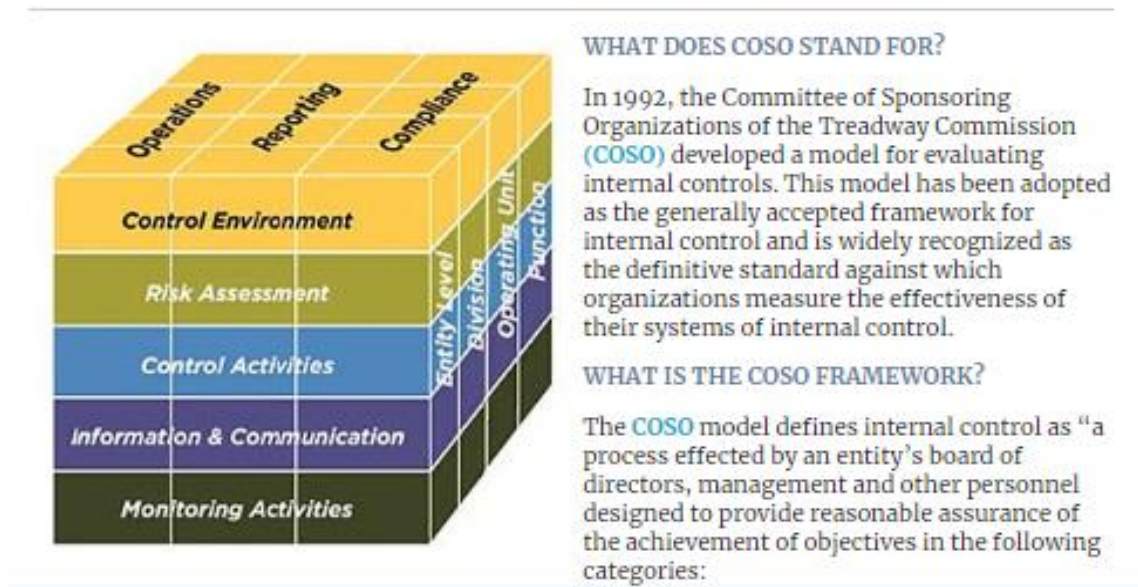 Operations
Reporting
Compliance
Control Environment
Risk Assessment
Control Activities
Information & Communication
Monitoring Activities
Entity Level
Division
Operating Unit
Function
WHAT DOES COSO STAND FOR?
In 1992, the Committee of Sponsoring
Organizations of the Treadway Commission
(COSO) developed a model for evaluating
internal controls. This model has been adopted
as the generally accepted framework for
internal control and is widely recognized as
the definitive standard against which
organizations measure the effectiveness of
their systems of internal control.
WHAT IS THE COSO FRAMEWORK?
The COSO model defines internal control as “a
process effected by an entity’s board of
directors, management and other personnel
designed to provide reasonable assurance of
the achievement of objectives in the following
categories: